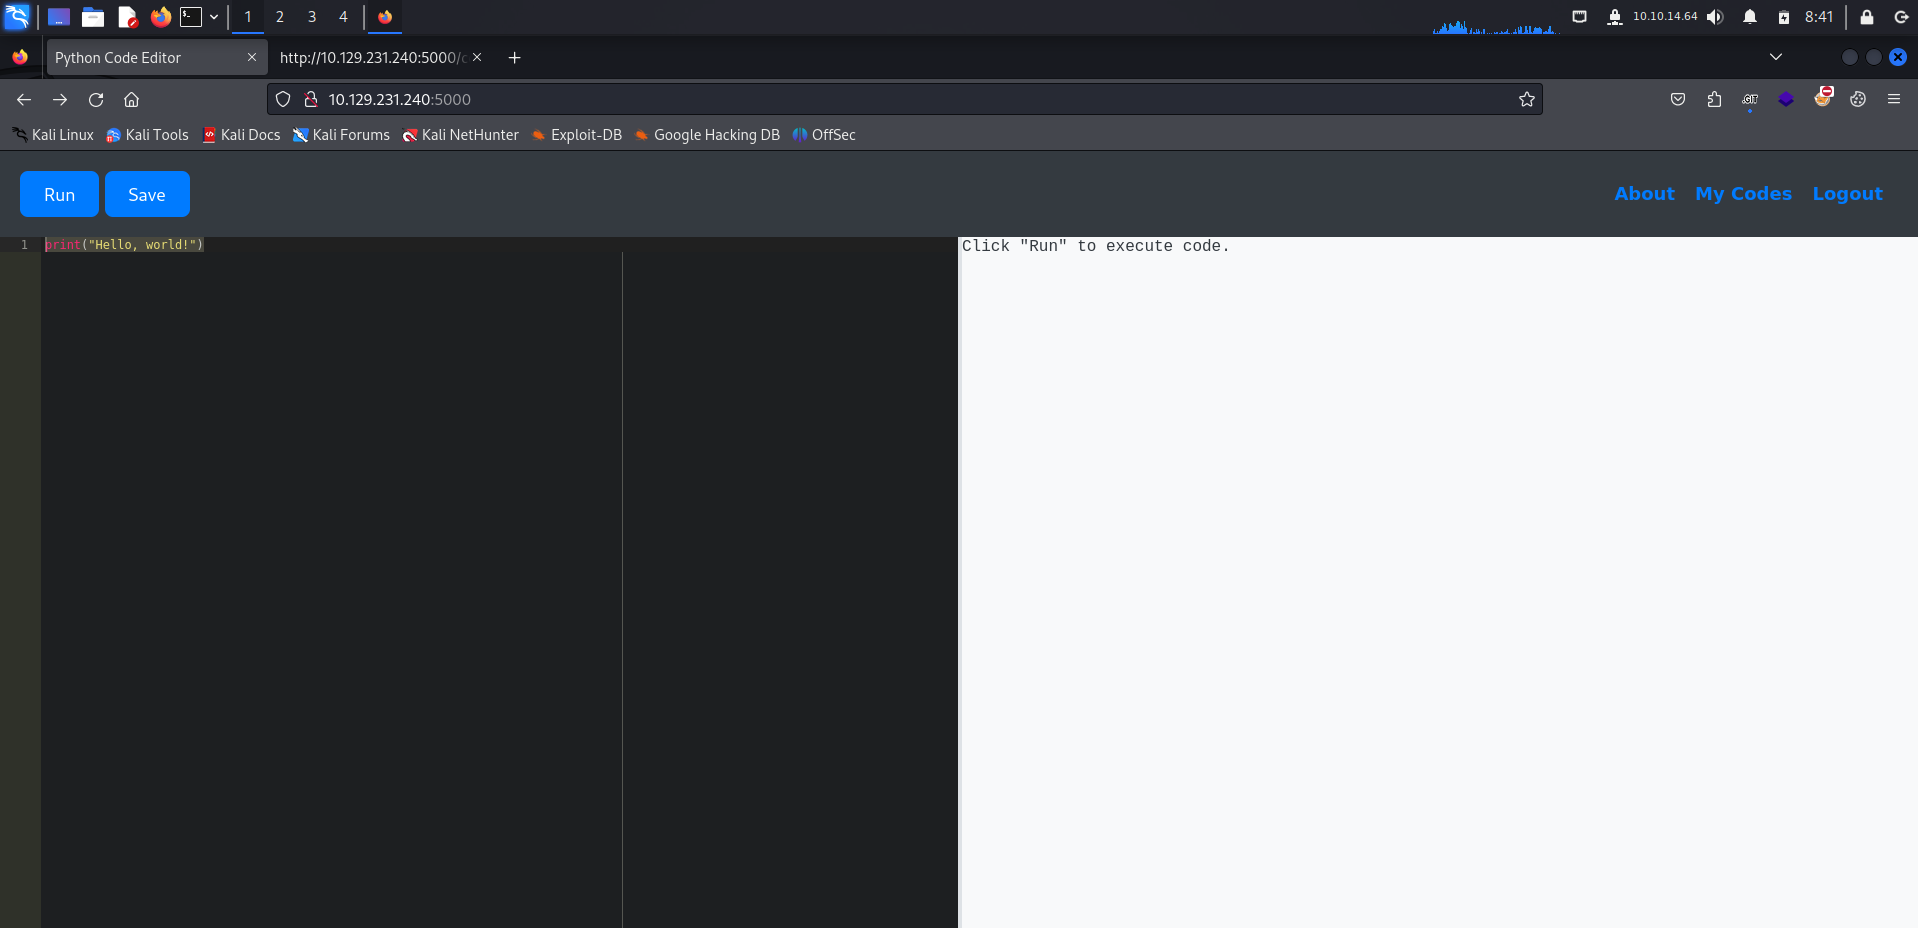 1 2 3 4 10.10.14.64 8:41
Python Code Editor http://10.129.231.240:5000/c
10.129.231.240:5000 .GIT
Kali Linux Kali Tools Kali Docs Kali Forums Kali NetHunter Exploit-DB Google Hacking DB OffSec
Run Save About My Codes Logout
1 print("Hello, world!") Click "Run" to execute code.